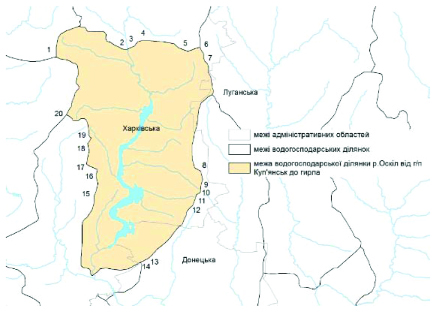 4
3
2
5
6
1
7
Луганська
20
Харківська
19
18
17
16
15
8
9
10
11
12
13
14
Донецька
межі адміністративних областей
межі водогосподарських ділянок
межа водогосподарської ділянки р.Оскіл від г/п
Куп'янськ до гирла